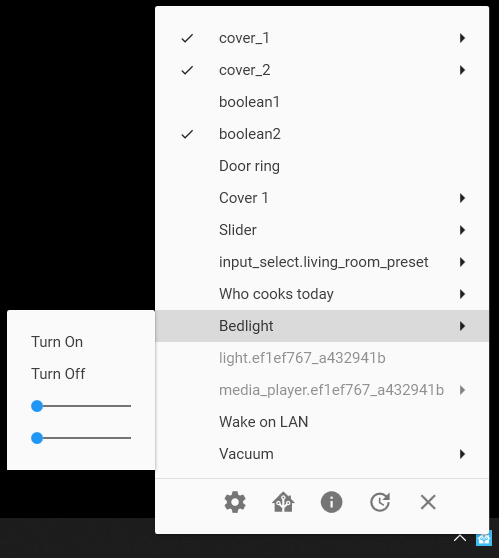 cover_1
cover_2
boolean1
boolean2
Door ring
Cover 1
Slider
input_select.living_room_preset
Who cooks today
Bedlight
light.ef1ef767_a432941b
media_player.ef1ef767_a432941b
Wake on LAN
Vacuum
Turn On
Turn Off